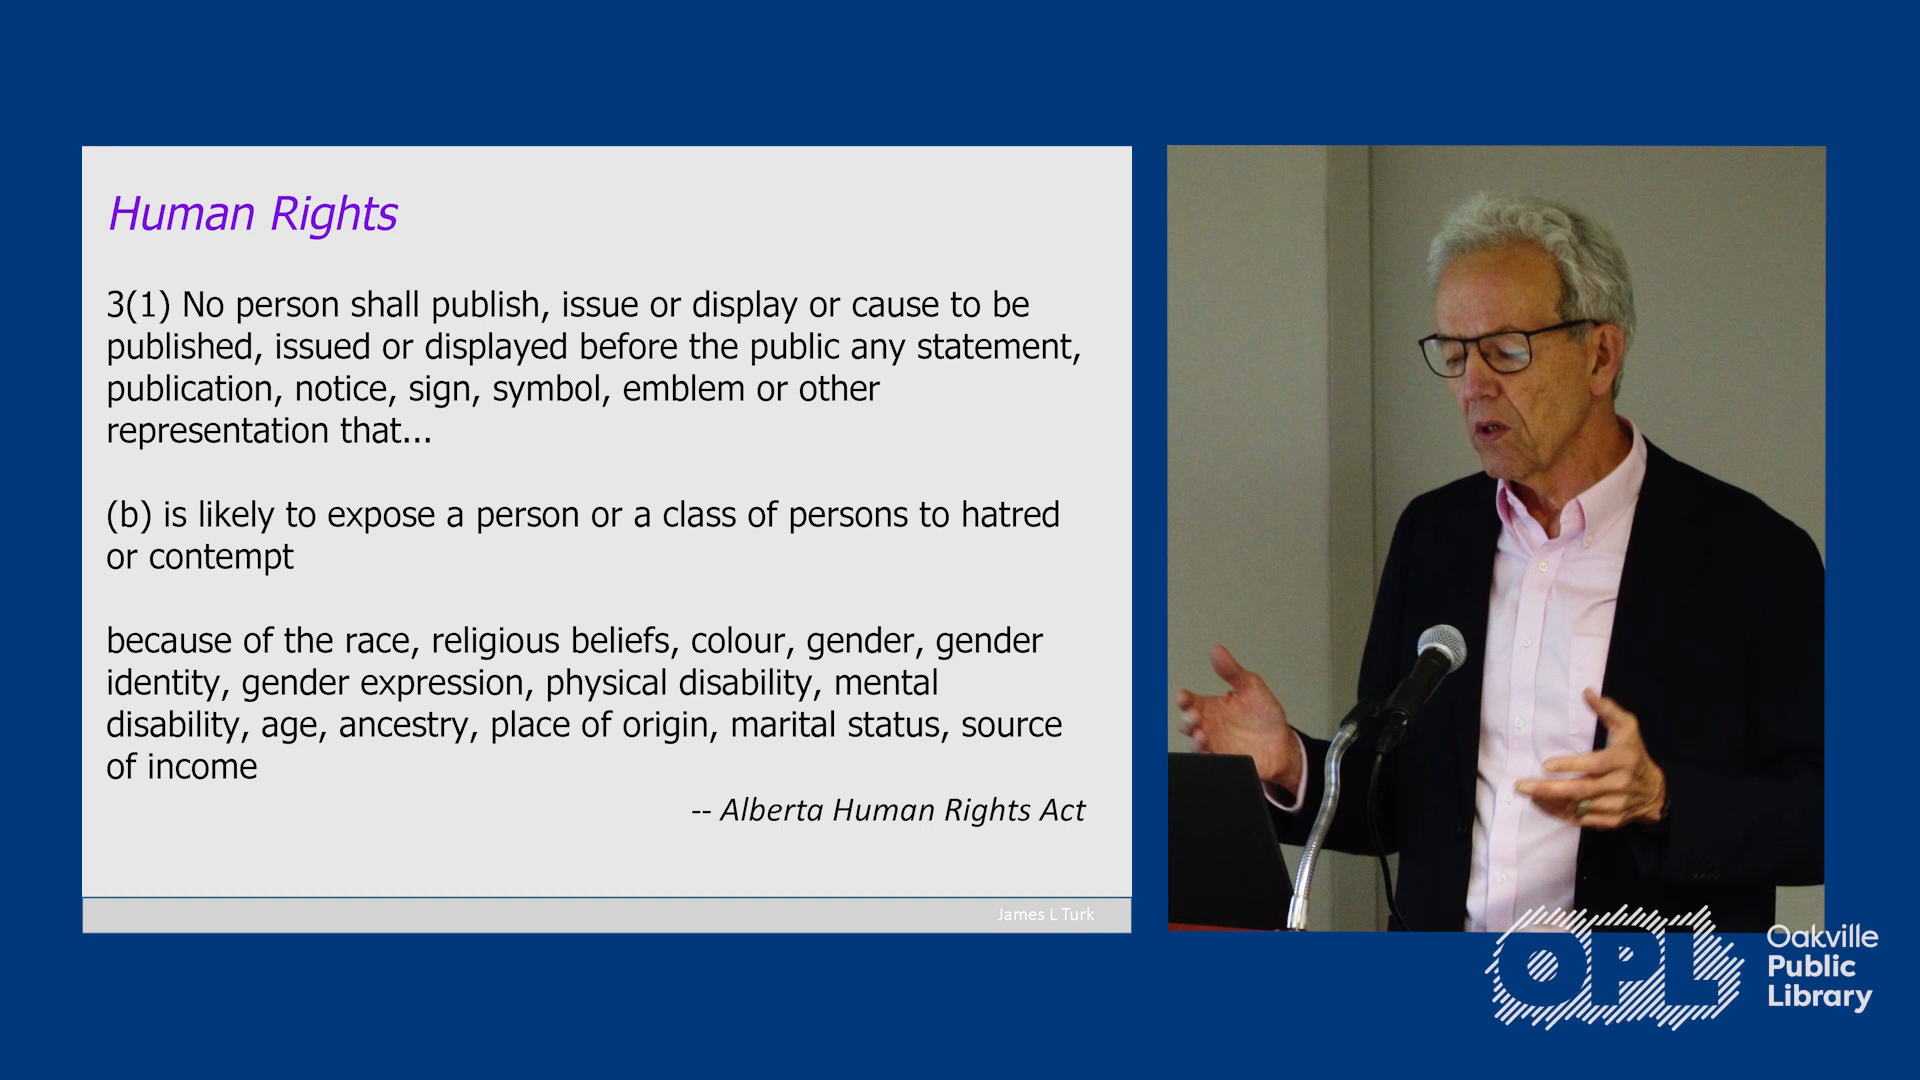 Human Rights
3(1) No person shall publish, issue or display or cause to be
published, issued or displayed before the public any statement,
publication, notice, sign, symbol, emblem or other
representation that...
(b) is likely to expose a person or a class of persons to hatred
or contempt
because of the race, religious beliefs, colour, gender, gender
identity, gender expression, physical disability, mental
disability, age, ancestry, place of origin, marital status, source
of income
-- Alberta Human Rights Act
James L Turk
OPL
Oakville
Public
Library